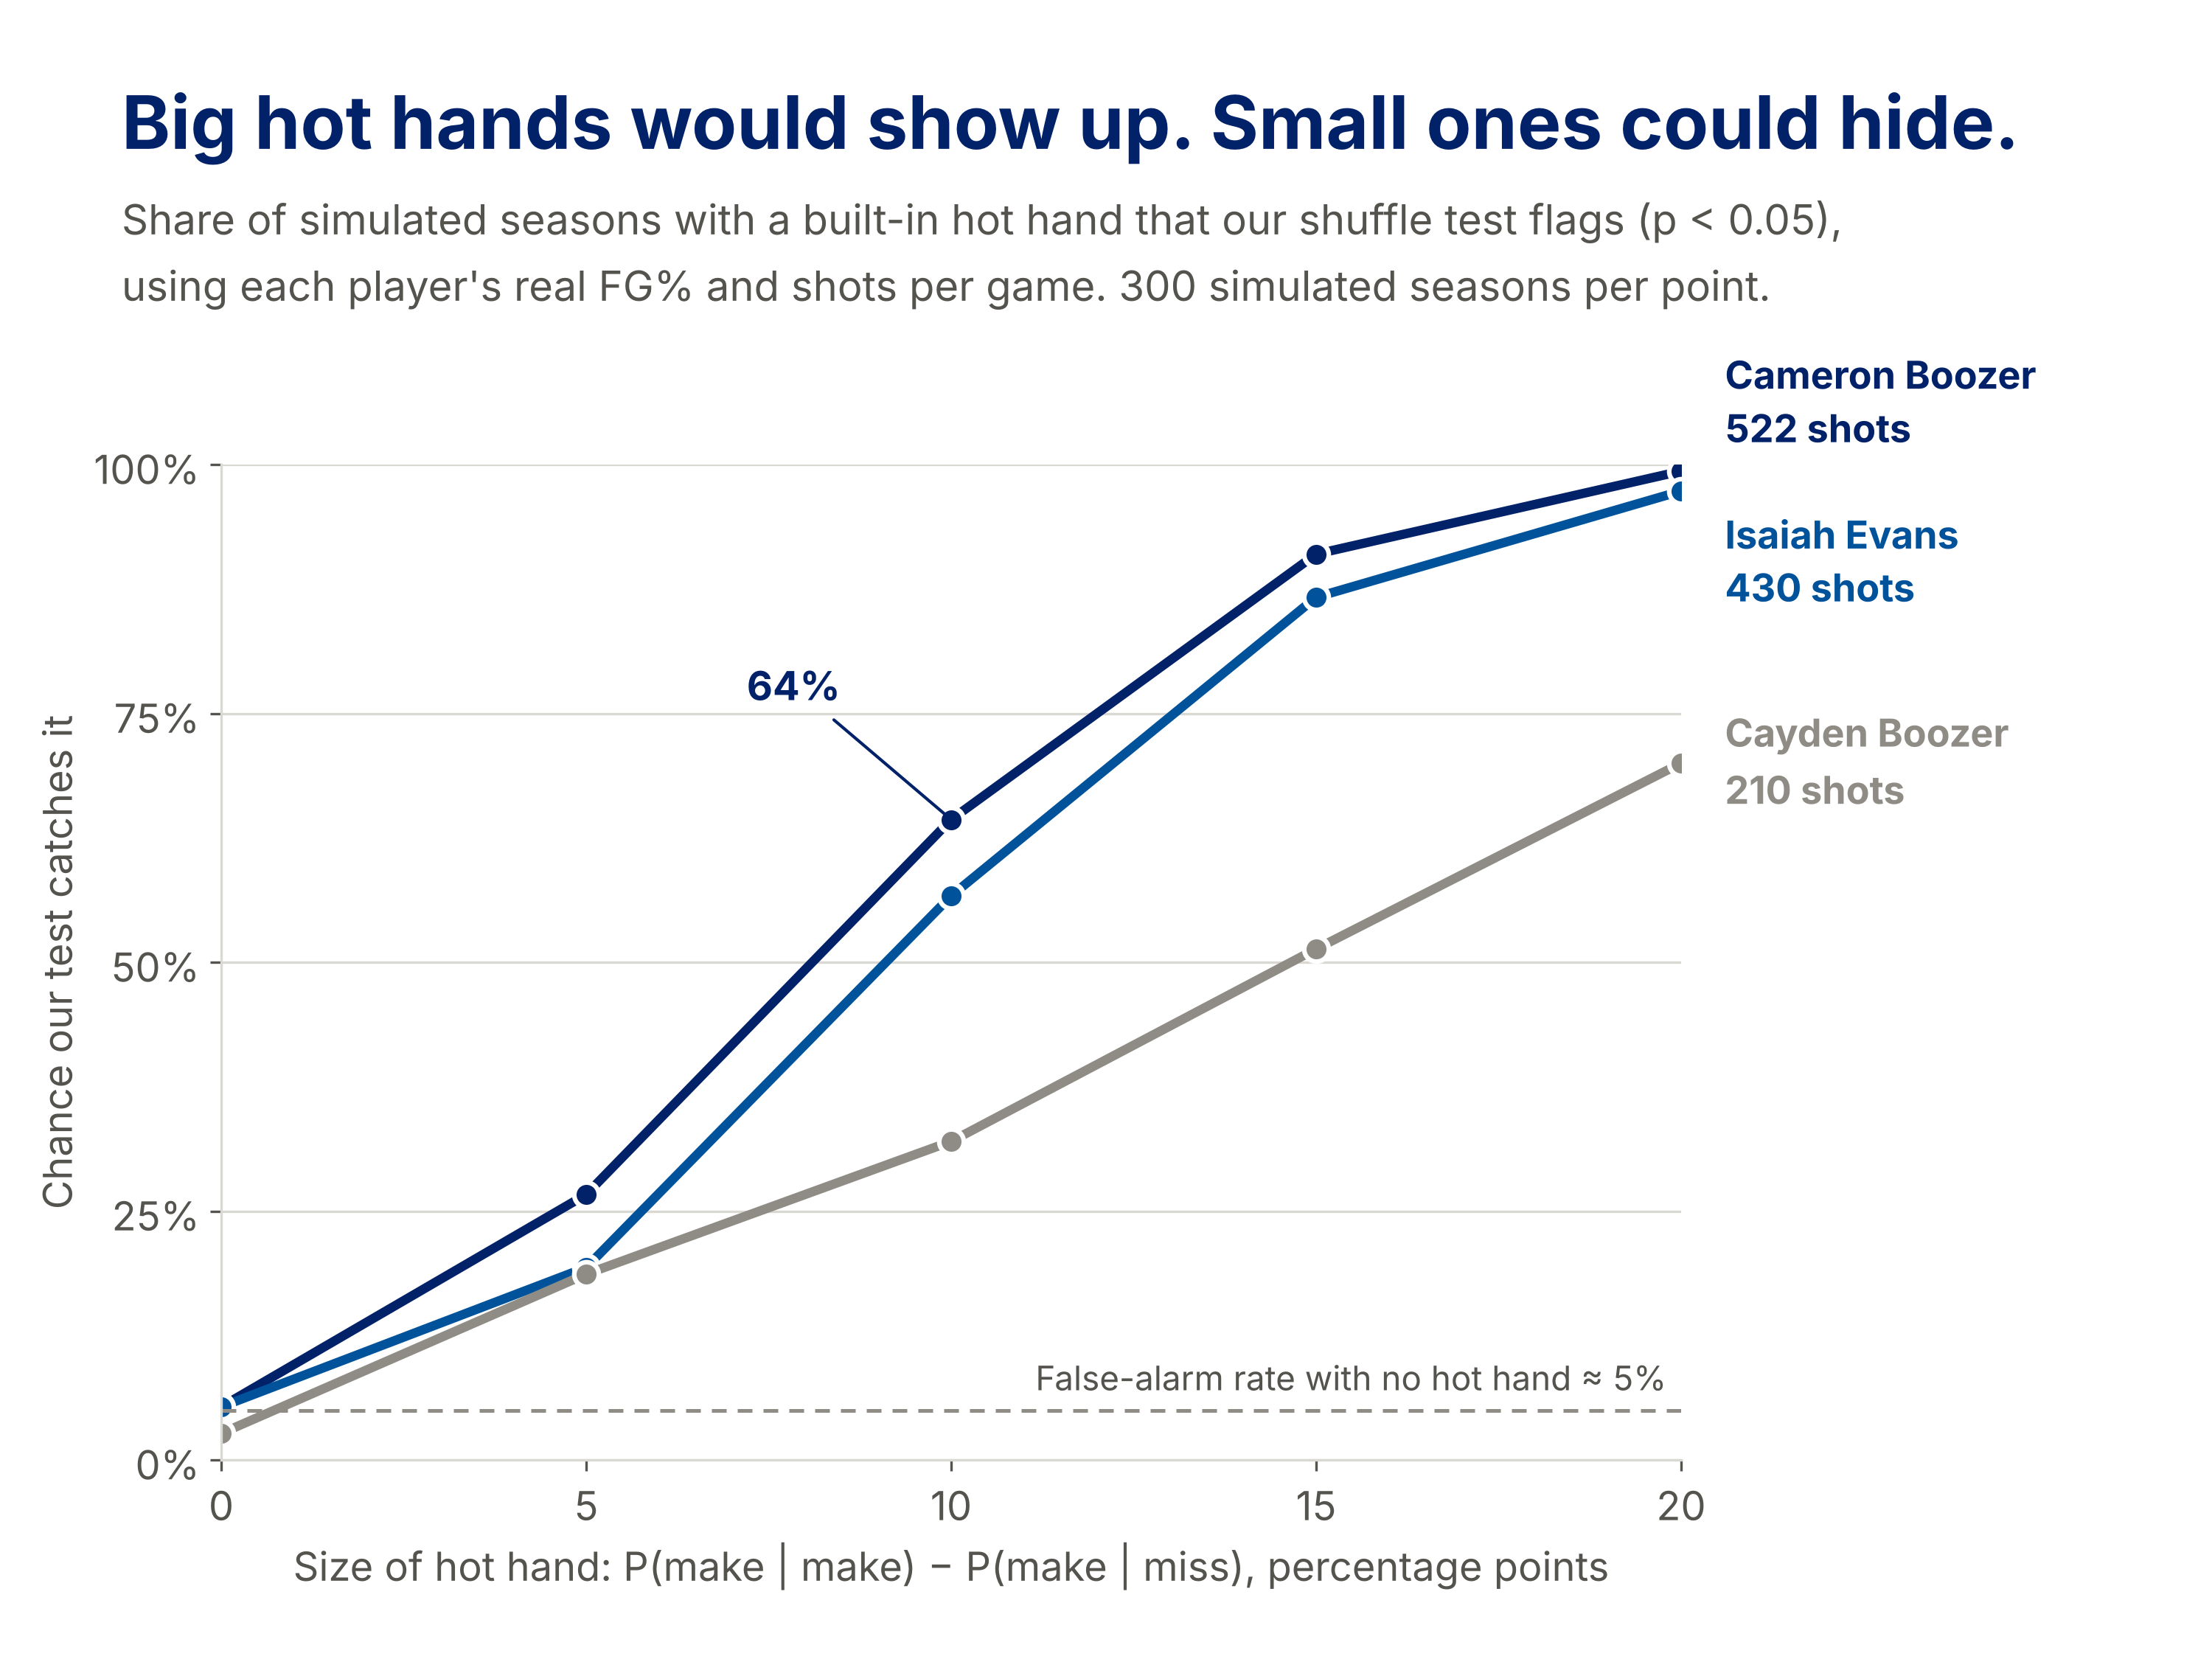 Big hot hands would show up. Small ones could hide.
Share of simulated seasons with a built-in hot hand that our shuffle test flags (p < 0.05),
using each player's real FG% and shots per game. 300 simulated seasons per point.
Cameron Boozer
522 shots
Isaiah Evans
430 shots
Cayden Boozer
210 shots
64%
Chance our test catches it
100%
75%
50%
25%
0%
False-alarm rate with no hot hand ≈ 5%
0 5 10 15 20
Size of hot hand: P(make | make) − P(make | miss), percentage points